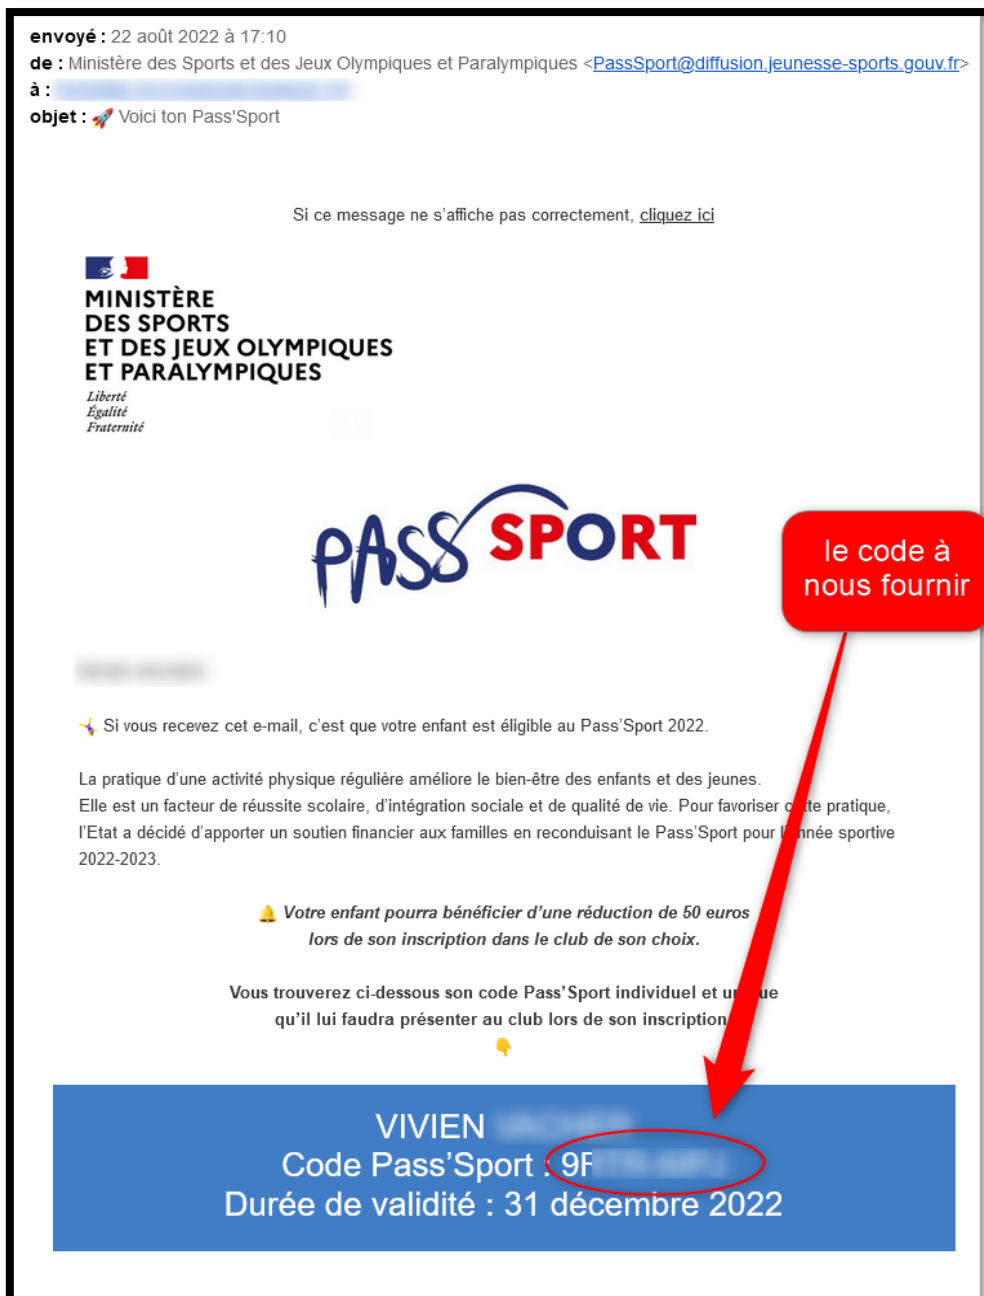 envoyé : 22 août 2022 à 17:10
de : Ministère des Sports et des Jeux Olympiques et Paralympiques <PassSport@diffusion.jeunesse-sports.gouv.fr>
à :
objet : 🚀 Voici ton Pass'Sport
Si ce message ne s’affiche pas correctement, cliquez ici
MINISTÈRE
DES SPORTS
ET DES JEUX OLYMPIQUES
ET PARALYMPIQUES
Liberté
Égalité
Fraternité
PASS SPORT
le code à
nous fournir
🤸 Si vous recevez cet e-mail, c’est que votre enfant est éligible au Pass’Sport 2022.
La pratique d’une activité physique régulière améliore le bien-être des enfants et des jeunes.
Elle est un facteur de réussite scolaire, d’intégration sociale et de qualité de vie. Pour favoriser cette pratique,
l’Etat a décidé d’apporter un soutien financier aux familles en reconduisant le Pass’Sport pour l’année sportive
2022-2023.
🔔 Votre enfant pourra bénéficier d’une réduction de 50 euros
lors de son inscription dans le club de son choix.
Vous trouverez ci-dessous son code Pass’Sport individuel et unique
qu’il lui faudra présenter au club lors de son inscription
👇
VIVIEN
Code Pass’Sport : 9
Durée de validité : 31 décembre 2022